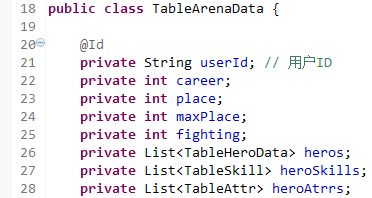 18 public class TableArenaData {
19
20 @Id
21 private String userId; // 用户ID
22 private int career;
23 private int place;
24 private int maxPlace;
25 private int fighting;
26 private List<TableHeroData> heros;
27 private List<TableSkill> heroSkills;
28 private List<TableAttr> heroAtrrs;